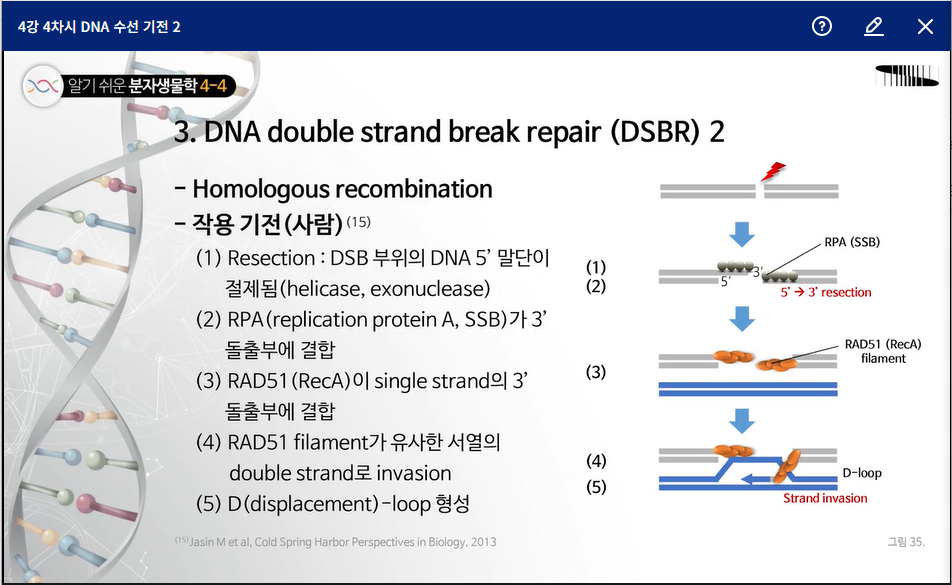 4강 4차시 DNA 수선 기전 2
알기 쉬운 분자생물학 4-4
3. DNA double strand break repair (DSBR) 2
- Homologous recombination
- 작용 기전(사람)(15)
(1) Resection : DSB 부위의 DNA 5’ 말단이
절제됨(helicase, exonuclease)
(2) RPA(replication protein A, SSB)가 3’
돌출부에 결합
(3) RAD51(RecA)이 single strand의 3’
돌출부에 결합
(4) RAD51 filament가 유사한 서열의
double strand로 invasion
(5) D(displacement)-loop 형성
RPA (SSB)
(1)
3’
(2)
5’
5’ → 3’ resection
RAD51 (RecA)
filament
(3)
(4)
D-loop
(5)
Strand invasion
(15)Jasin M et al, Cold Spring Harbor Perspectives in Biology, 2013
그림 35.